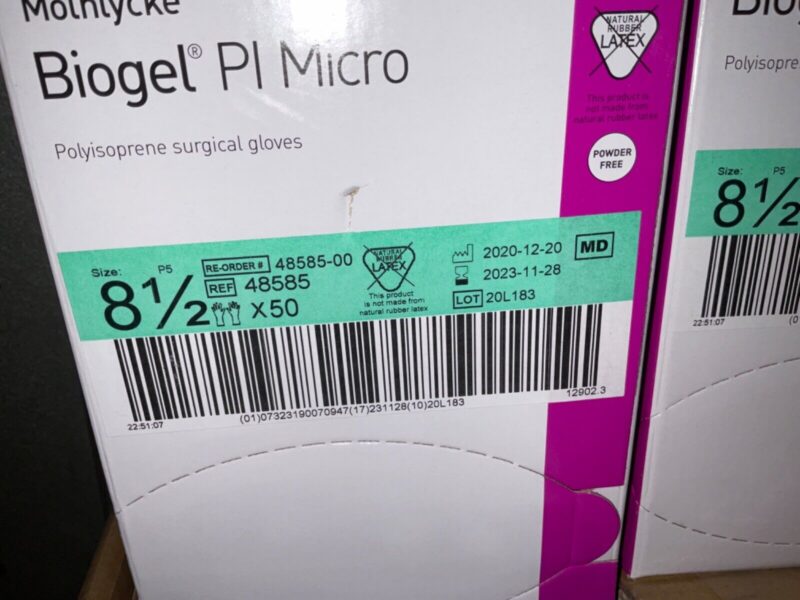 Mölnlycke
Biogel® PI Micro
Polyisoprene surgical gloves
NATURAL
RUBBER
LATEX
This product is
not made from
natural rubber latex
POWDER
FREE
Size:
P5
8½
RE-ORDER # 48585-00
REF 48585
X50
NATURAL
RUBBER
LATEX
This product
is not made from
natural rubber latex
2020-12-20
2023-11-28
LOT 20L183
MD
22:51:07
(01)07323190070947(17)231128(10)20L183
12902.3
Size:
P5
8½
22:51:07